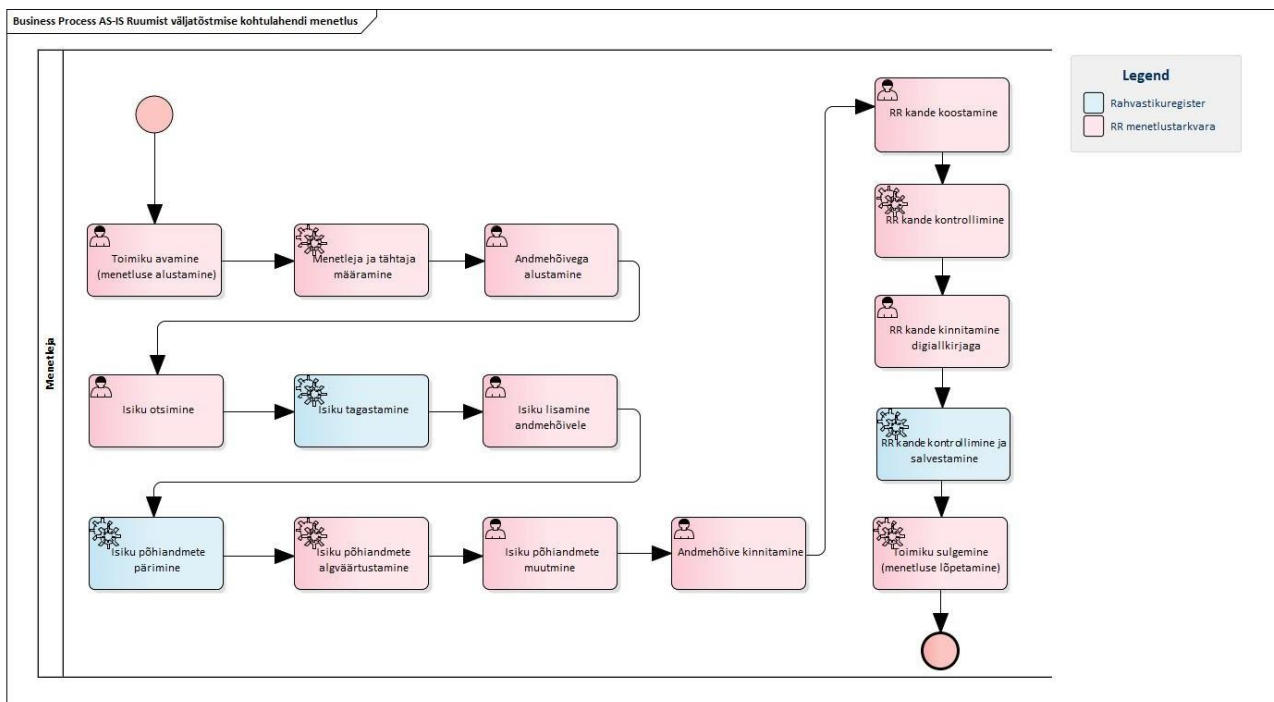 Business Process AS-IS Ruumist väljatõstmise kohtulahendi menetlus
Menetleja
Toimiku avamine
(menetluse alustamine)
Menetleja ja tähtaja
määramine
Andmehõivega
alustamine
Isiku otsimine
Isiku tagastamine
Isiku lisamine
andmehõivele
Isiku põhiandmete
pärimine
Isiku põhiandmete
algväärtustamine
Isiku põhiandmete
muutmine
Andmehõive kinnitamine
RR kande koostamine
RR kande kontrollimine
RR kande kinnitamine
digiallkirjaga
RR kande kontrollimine ja
salvestamine
Toimiku sulgemine
(menetluse lõpetamine)
Legend
Rahvastikuregister
RR menetlustarkvara